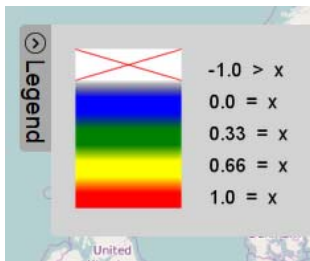 Legend
-1.0 > x
0.0 = x
0.33 = x
0.66 = x
1.0 = x
United